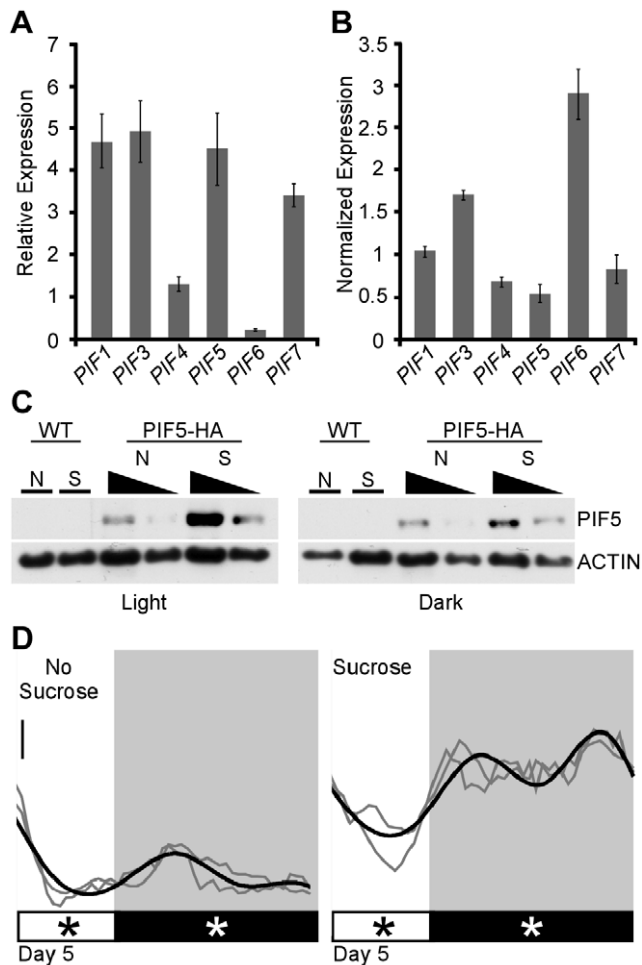 A
7
6
5
4
3
2
1
0
Relative Expression
PIF1
PIF3
PIF4
PIF5
PIF6
PIF7
B
3.5
3
2.5
2
1.5
1
0.5
0
Normalized Expression
PIF1
PIF3
PIF4
PIF5
PIF6
PIF7
C
WT PIF5-HA WT PIF5-HA
N S N S
N S N S
PIF5
ACTIN
Light Dark
D
No
Sucrose
Sucrose
* * * *
Day 5 Day 5